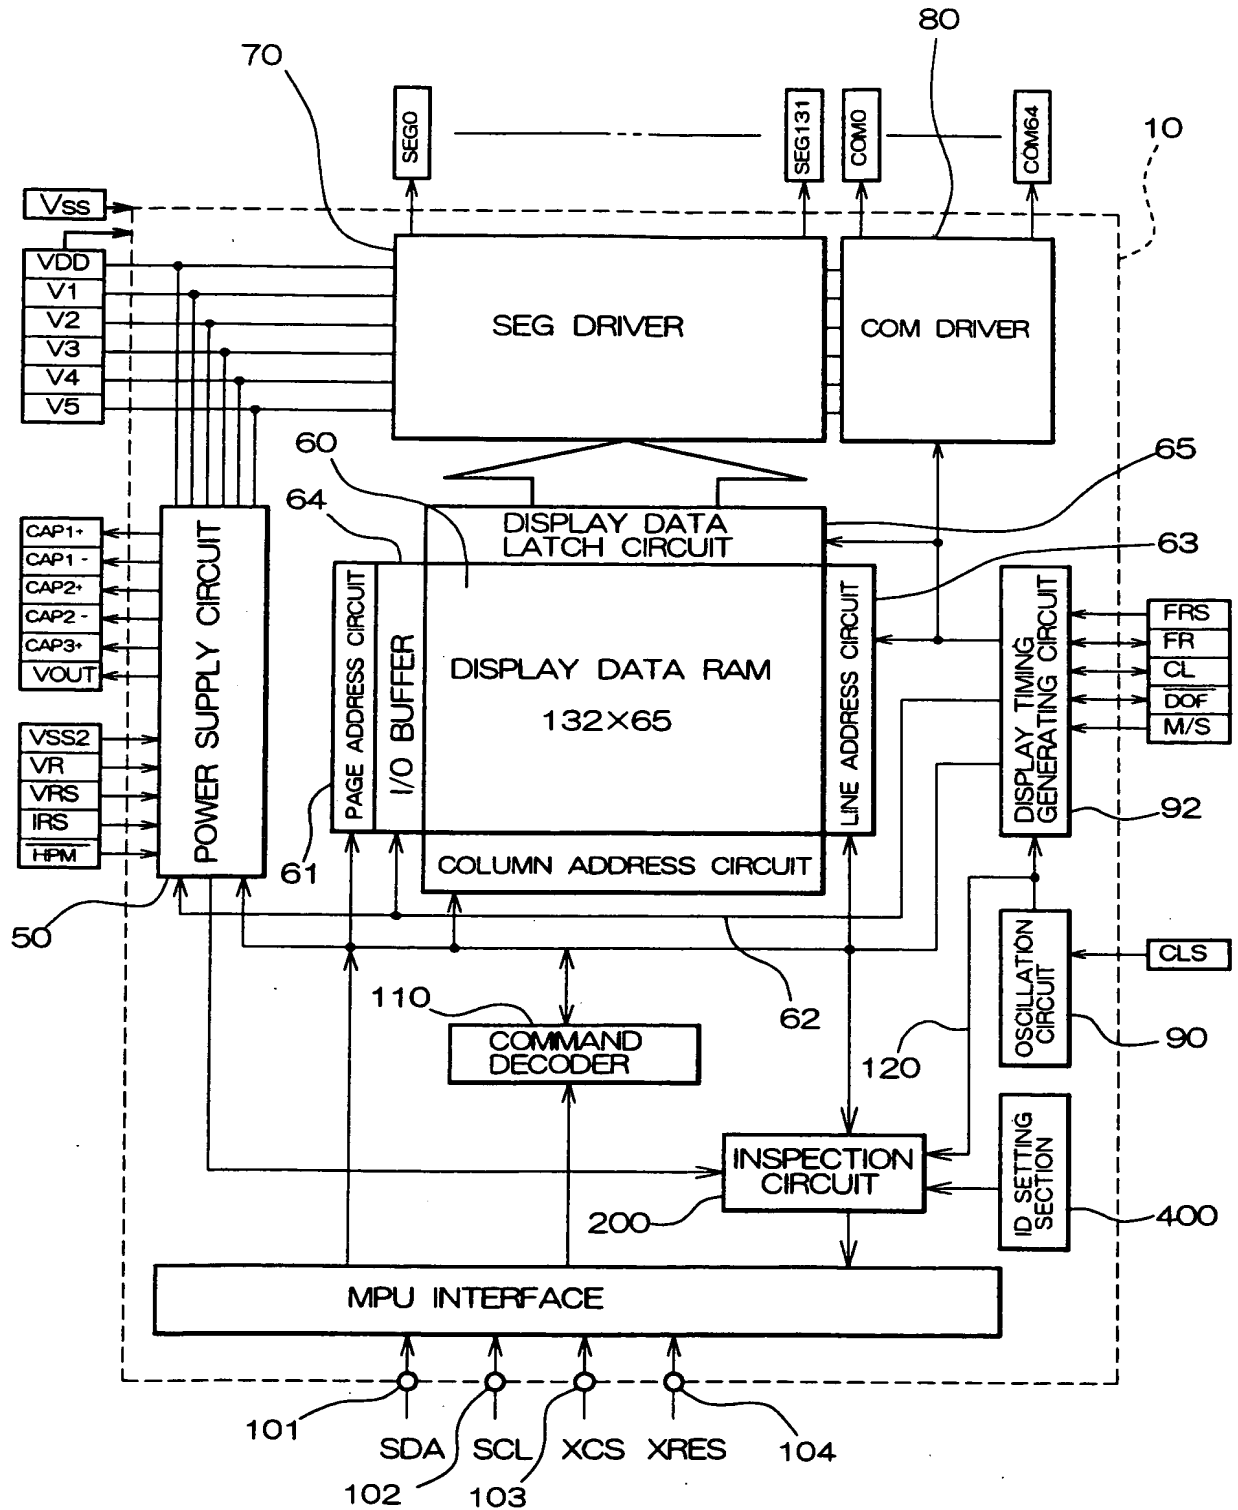 80
70
SEG0
SEG131
COM0
COM64
10
VSS
VDD
V1
V2
V3
V4
V5
SEG DRIVER
COM DRIVER
60
64
65
63
DISPLAY DATA
LATCH CIRCUIT
CAP1+
CAP1-
CAP2+
CAP2-
CAP3+
VOUT
POWER SUPPLY CIRCUIT
PAGE ADDRESS CIRCUIT
I/O BUFFER
DISPLAY DATA RAM
132×65
LINE ADDRESS CIRCUIT
DISPLAY TIMING
GENERATING CIRCUIT
FRS
FR
CL
DOF
M/S
VSS2
VR
VRS
IRS
HPM
61
92
COLUMN ADDRESS CIRCUIT
50
62
110
COMMAND
DECODER
OSCILLATION
CIRCUIT
CLS
90
120
INSPECTION
CIRCUIT
200
ID SETTING
SECTION
400
MPU INTERFACE
101
SDA
102
SCL
103
XCS
XRES
104